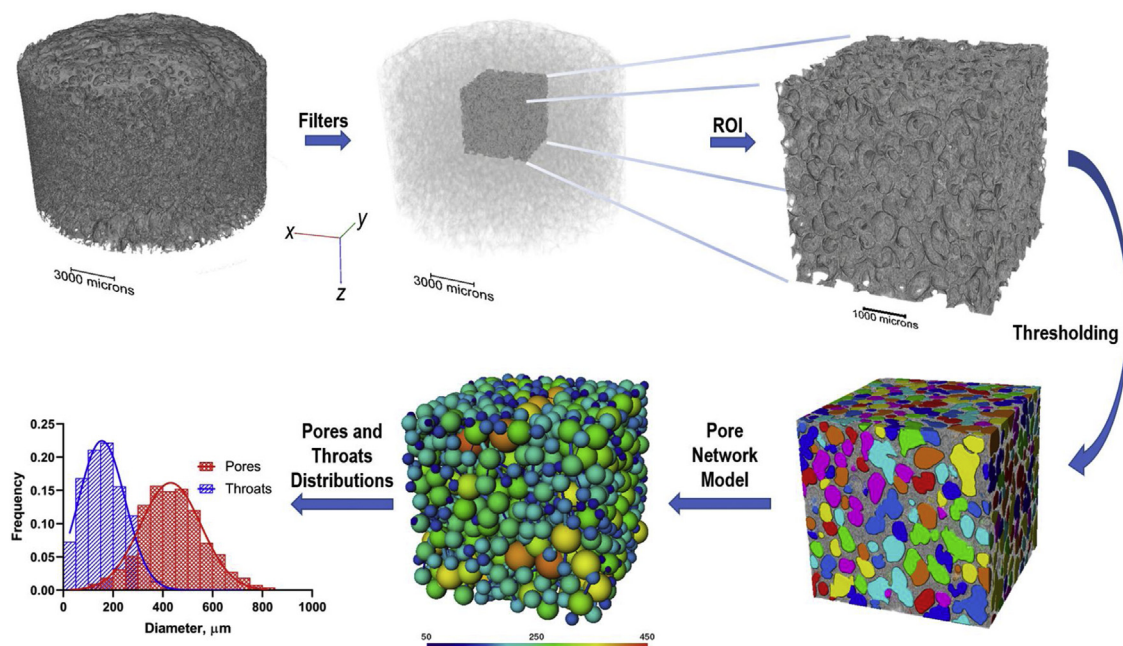 Filters
ROI
x
y
z
3000 microns
3000 microns
1000 microns
Thresholding
Pore
Network
Model
Pores and
Throats
Distributions
Frequency
0.25
0.20
0.15
0.10
0.05
0.00
Pores
Throats
0 200 400 600 800 1000
Diameter, μm
50 250 450